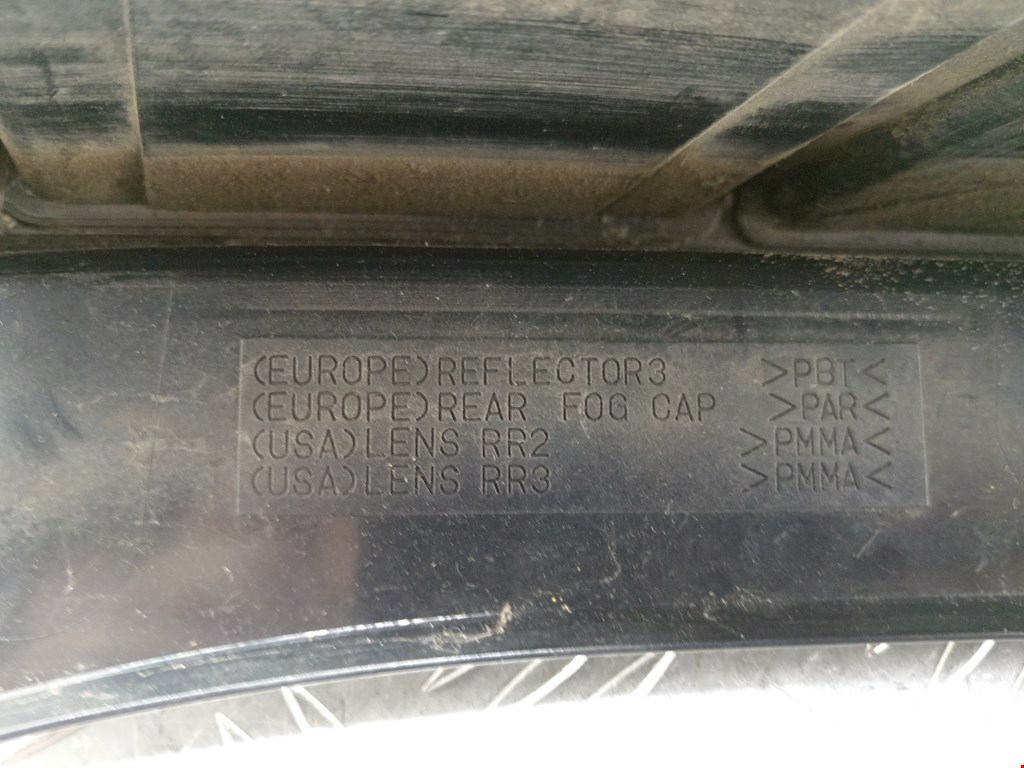 (EUROPE)REFLECTOR3 >PBT<
(EUROPE)REAR FOG CAP >PAR<
(USA)LENS RR2 >PMMA<
(USA)LENS RR3 >PMMA<